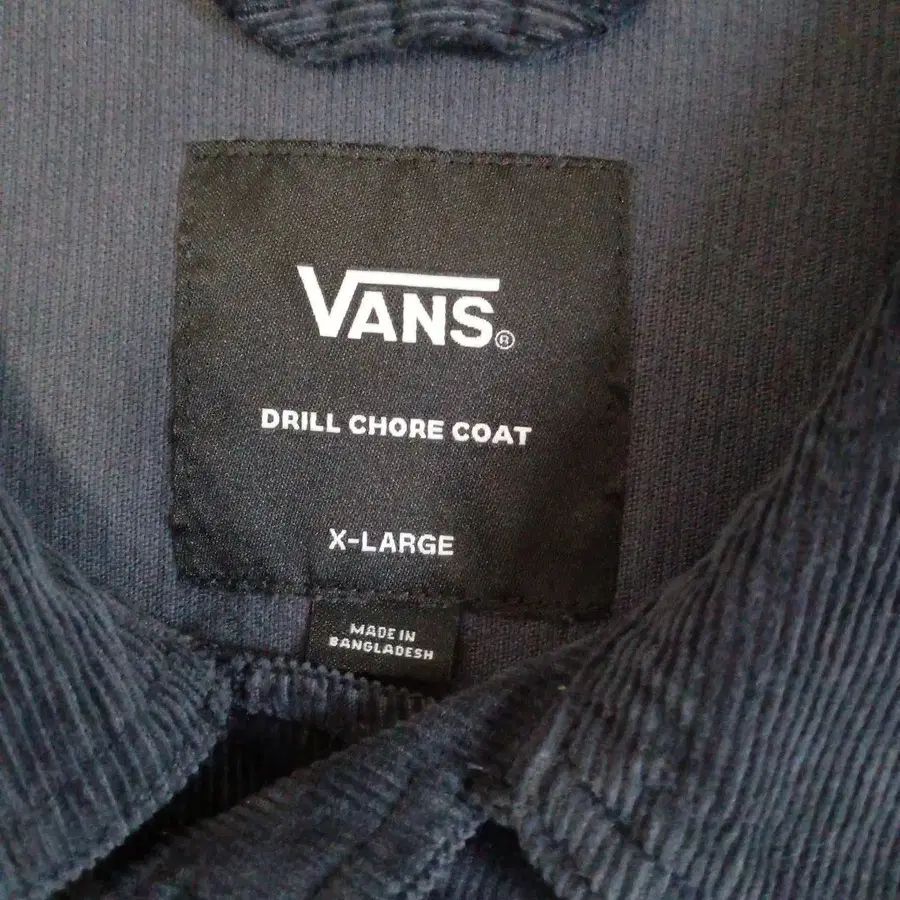 VANS®
DRILL CHORE COAT
X-LARGE
MADE IN
BANGLADESH